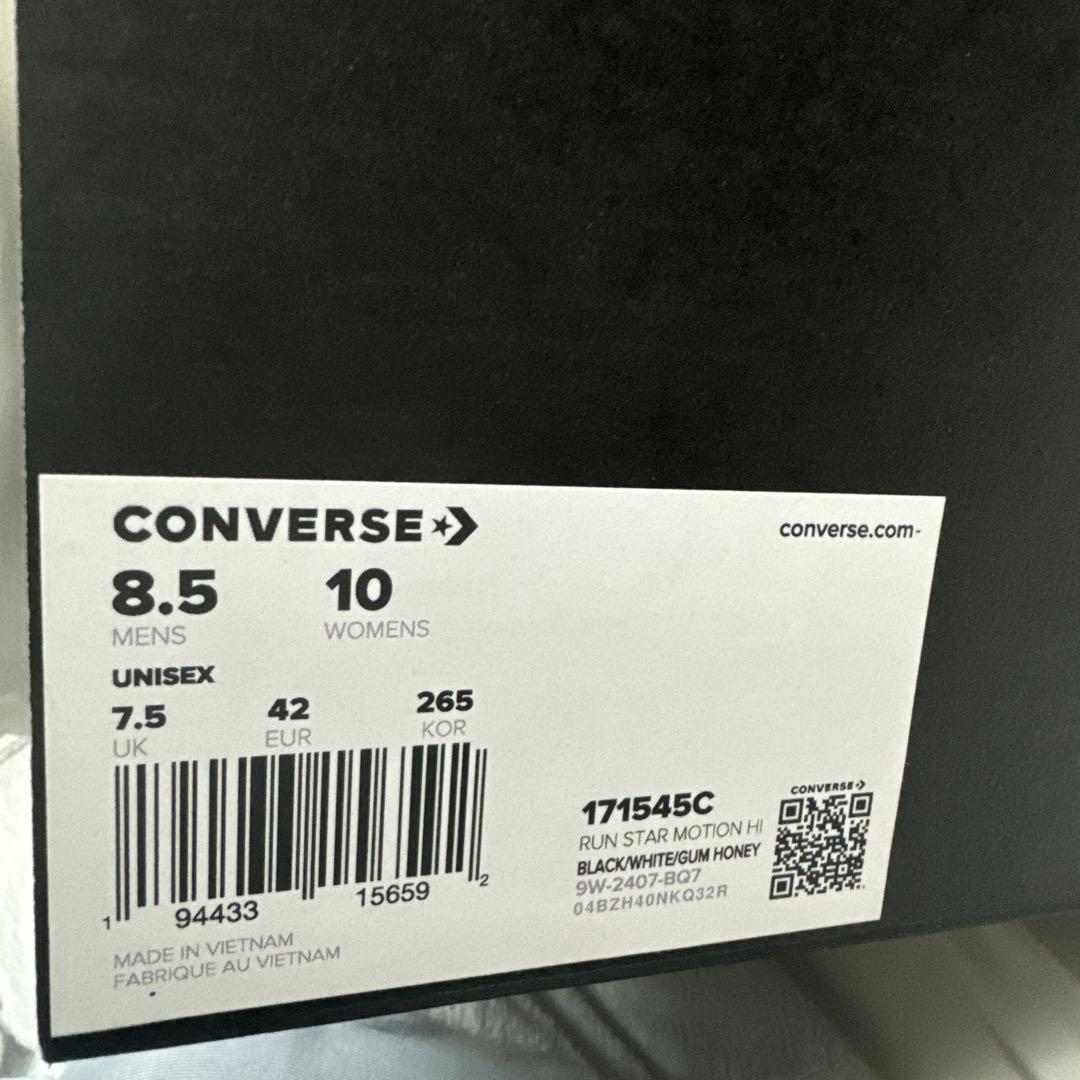 CONVERSE
converse.com
8.5 10
MENS WOMENS
UNISEX
7.5 42 265
UK EUR KOR
1 94433 15659 2
MADE IN VIETNAM
FABRIQUE AU VIETNAM
CONVERSE
171545C
RUN STAR MOTION HI
BLACK/WHITE/GUM HONEY
9W-2407-BQ7
04BZH40NKQ32R